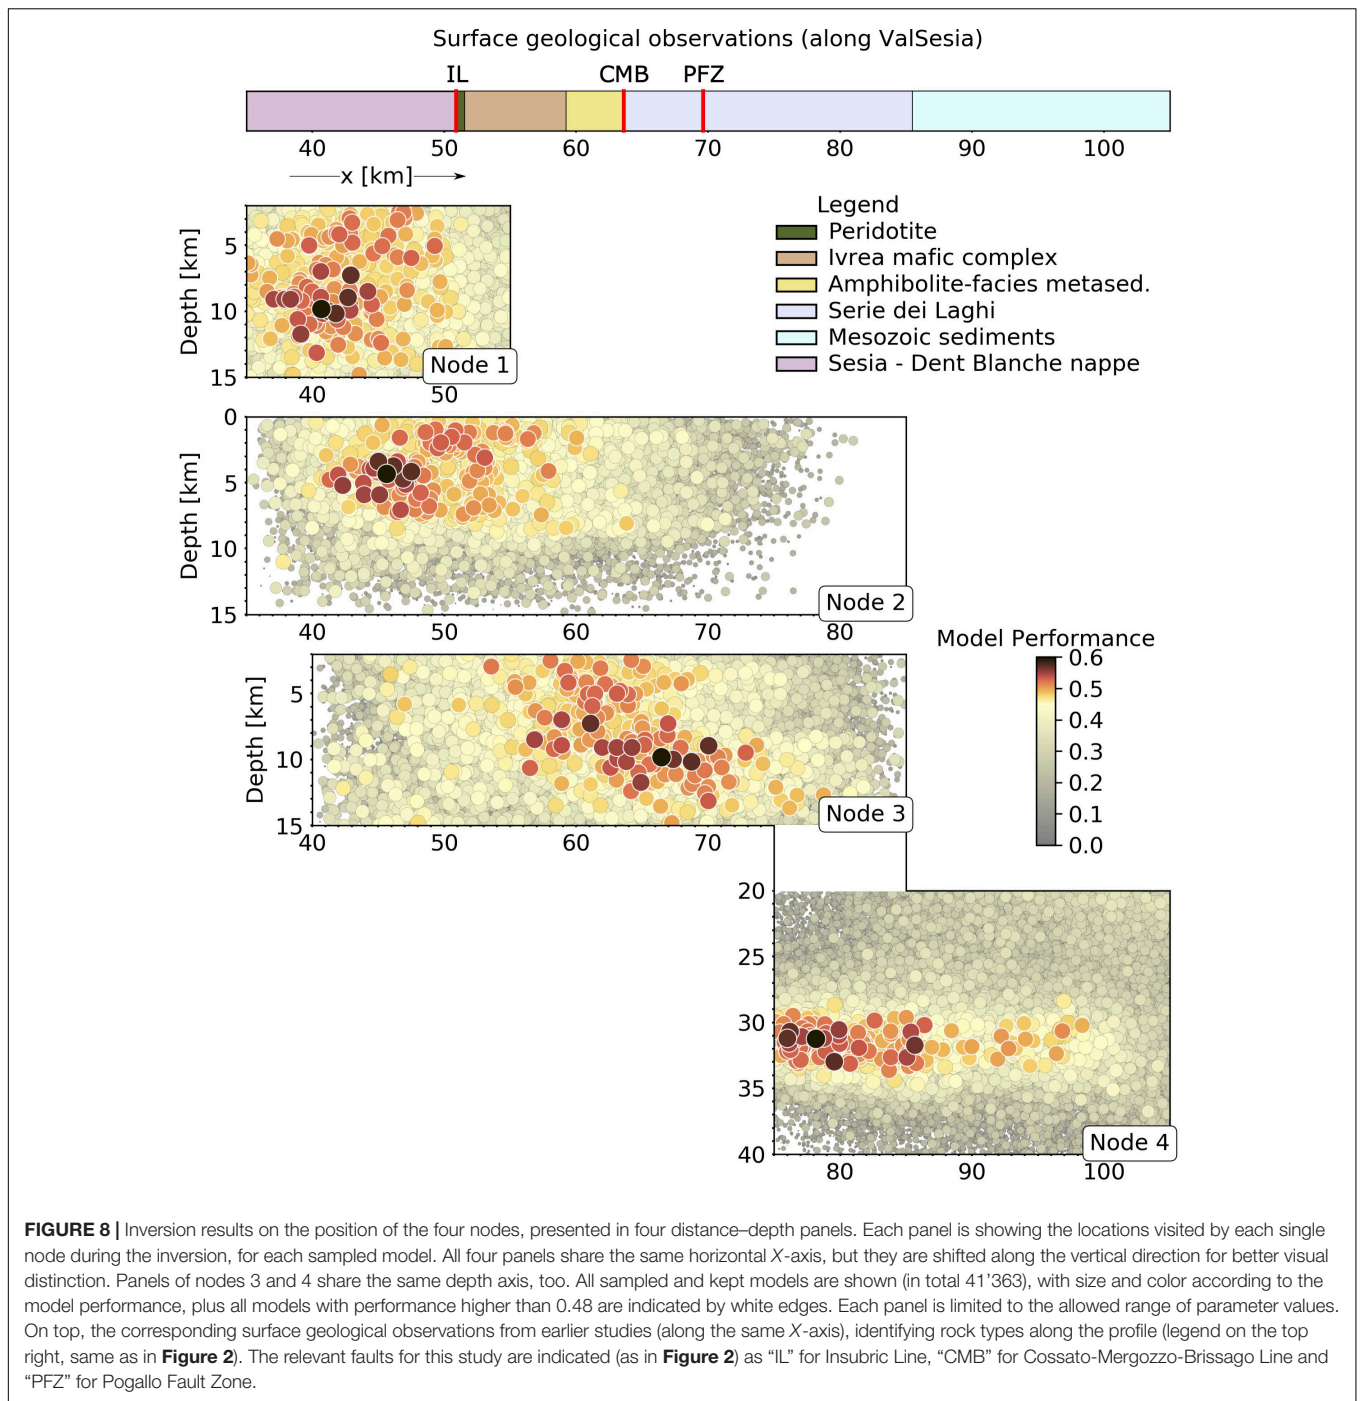 Surface geological observations (along ValSesia)
IL CMB PFZ
40 50 60 70 80 90 100
x [km]
Legend
Peridotite
Ivrea mafic complex
Amphibolite-facies metased.
Serie dei Laghi
Mesozoic sediments
Sesia - Dent Blanche nappe
Depth [km]
5
10
15
Node 1
40 50
Depth [km]
0
5
10
15
Node 2
40 50 60 70 80
Depth [km]
5
10
15
Node 3
40 50 60 70
Model Performance
0.6
0.5
0.4
0.3
0.2
0.1
0.0
20
25
30
35
40
Node 4
80 90 100
FIGURE 8 | Inversion results on the position of the four nodes, presented in four distance–depth panels. Each panel is showing the locations visited by each single
node during the inversion, for each sampled model. All four panels share the same horizontal X-axis, but they are shifted along the vertical direction for better visual
distinction. Panels of nodes 3 and 4 share the same depth axis, too. All sampled and kept models are shown (in total 41’363), with size and color according to the
model performance, plus all models with performance higher than 0.48 are indicated by white edges. Each panel is limited to the allowed range of parameter values.
On top, the corresponding surface geological observations from earlier studies (along the same X-axis), identifying rock types along the profile (legend on the top
right, same as in Figure 2). The relevant faults for this study are indicated (as in Figure 2) as “IL” for Insubric Line, “CMB” for Cossato-Mergozzo-Brissago Line and
“PFZ” for Pogallo Fault Zone.